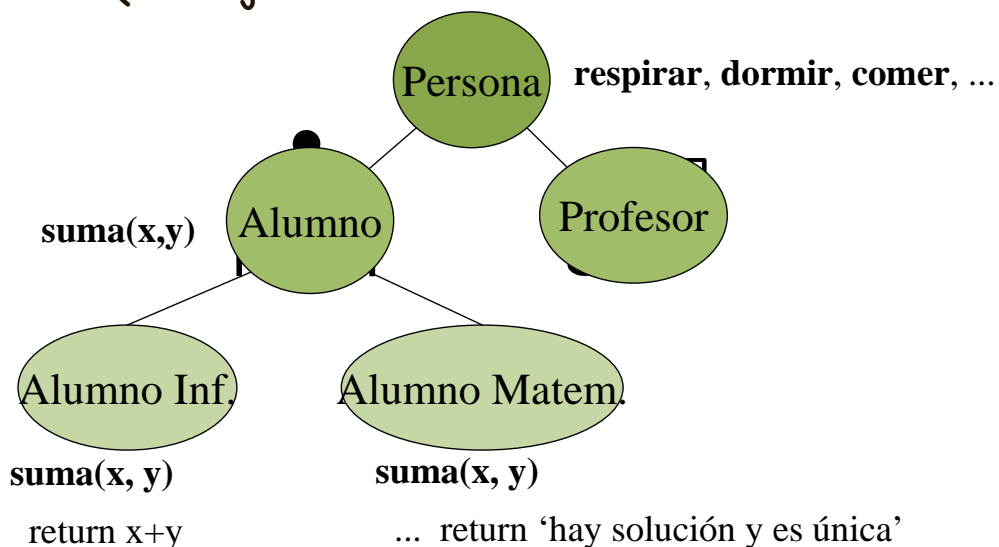 Persona
respirar, dormir, comer, ...
suma(x,y)
Alumno
Profesor
Alumno Inf.
Alumno Matem.
suma(x, y)
suma(x, y)
return x+y
... return ‘hay solución y es única’